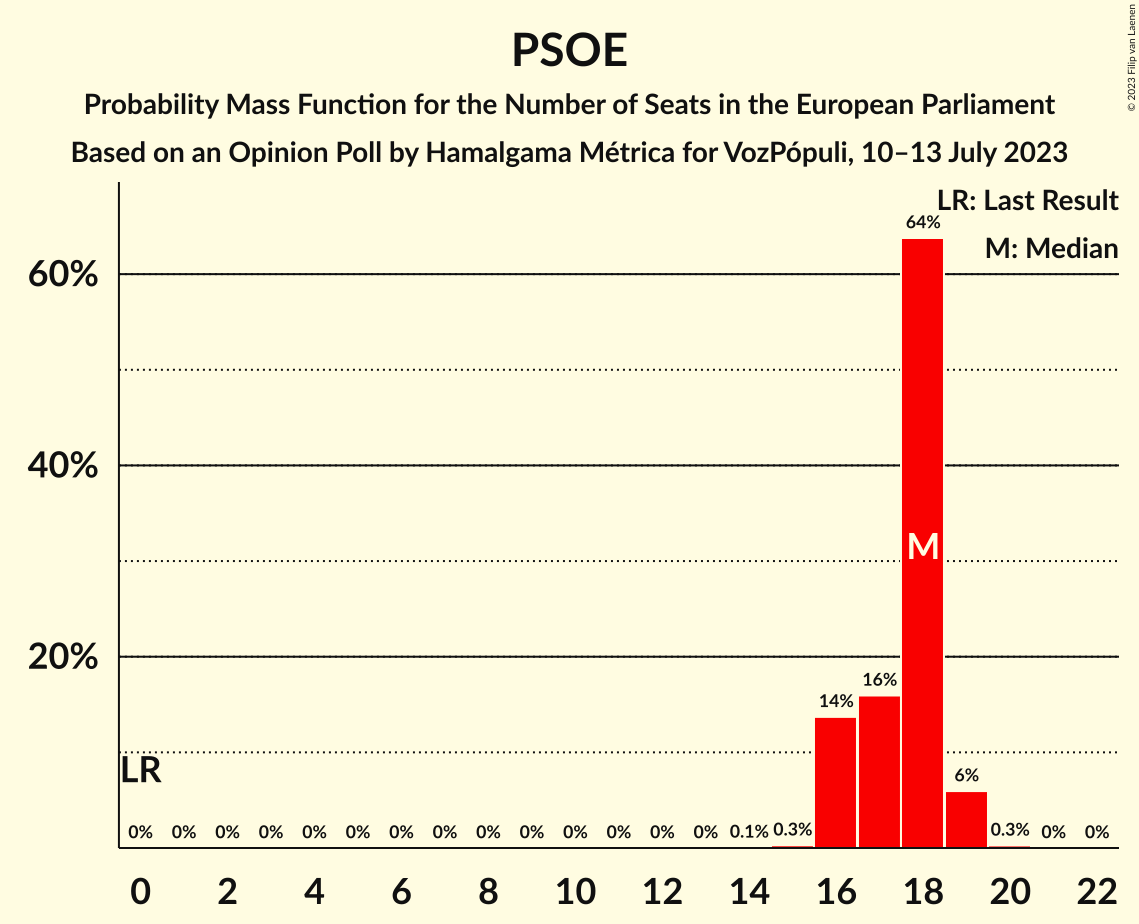 PSOE
Probability Mass Function for the Number of Seats in the European Parliament
Based on an Opinion Poll by Hamalgama Métrica for VozPópuli, 10–13 July 2023
© 2023 Filip van Laenen
LR: Last Result
M: Median
60%
40%
20%
64%
M
16%
14%
6%
LR
0% 0% 0% 0% 0% 0% 0% 0% 0% 0% 0% 0% 0% 0% 0.1% 0.3% 0.3% 0% 0%
0 2 4 6 8 10 12 14 16 18 20 22